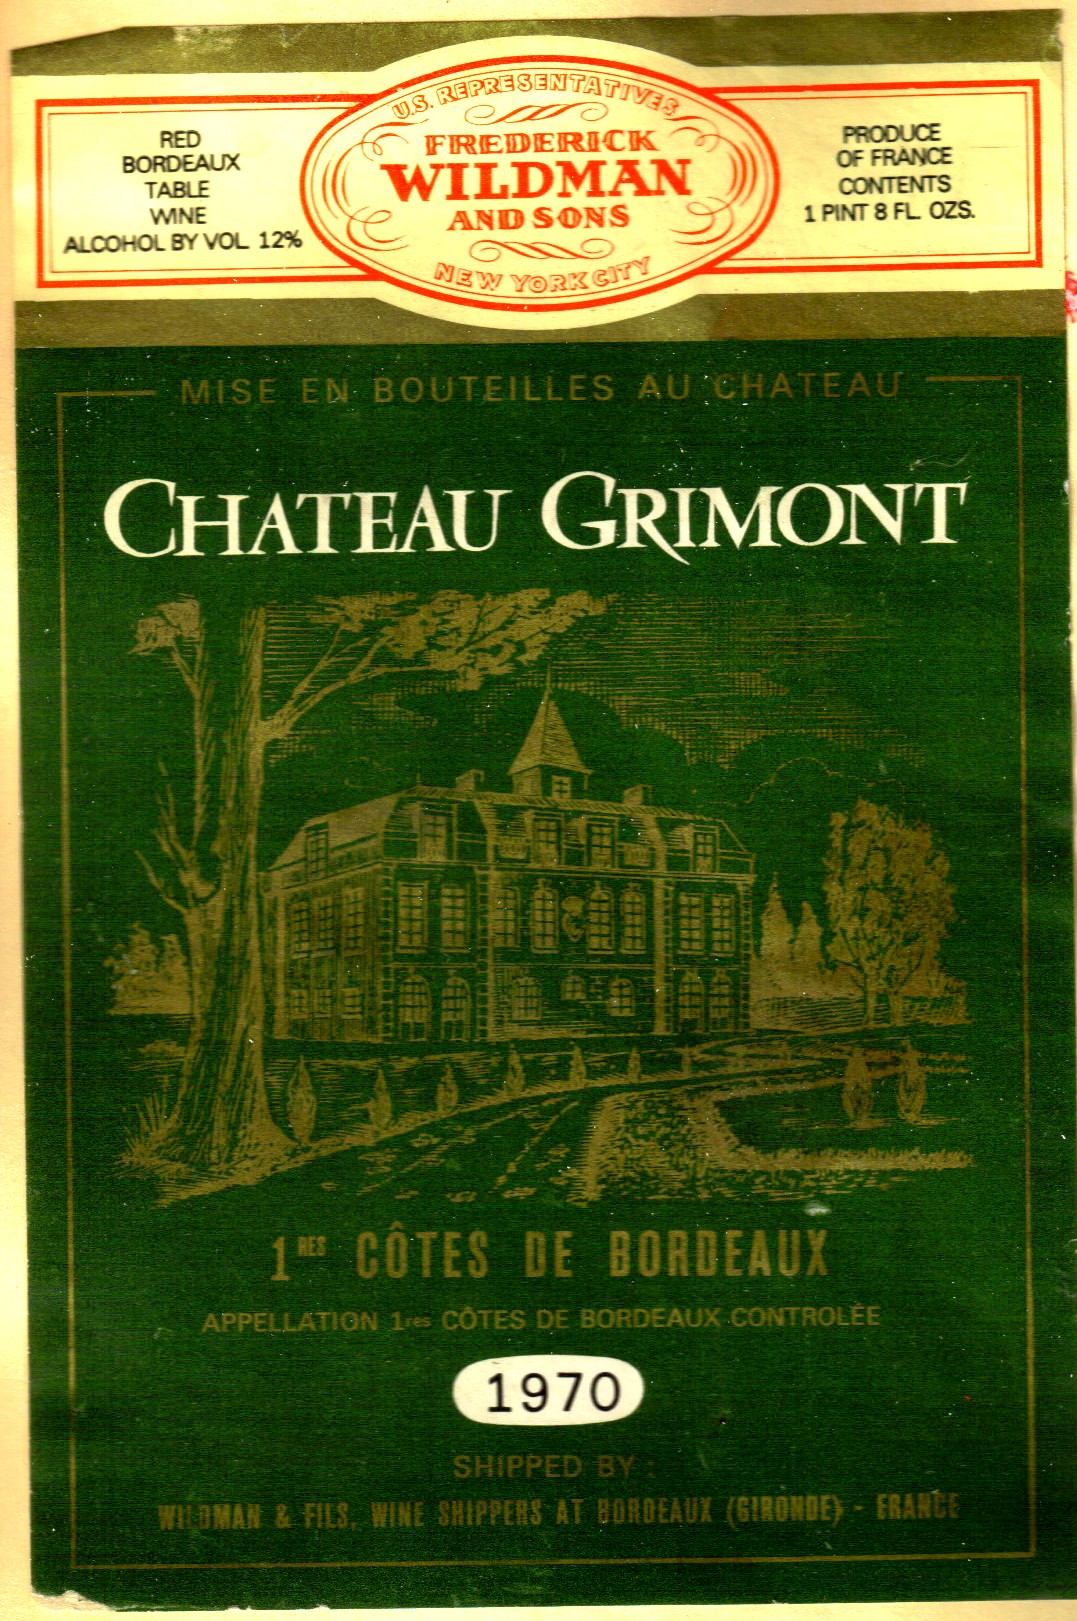 RED
BORDEAUX
TABLE
WINE
ALCOHOL BY VOL. 12%
U.S. REPRESENTATIVES
FREDERICK
WILDMAN
AND SONS
NEW YORK CITY
PRODUCE
OF FRANCE
CONTENTS
1 PINT 8 FL. OZS.
MISE EN BOUTEILLES AU CHATEAU
CHATEAU GRIMONT
1RES CÔTES DE BORDEAUX
APPELLATION 1res CÔTES DE BORDEAUX CONTROLÉE
1970
SHIPPED BY :
WILDMAN & FILS, WINE SHIPPERS AT BORDEAUX (GIRONDE) - FRANCE